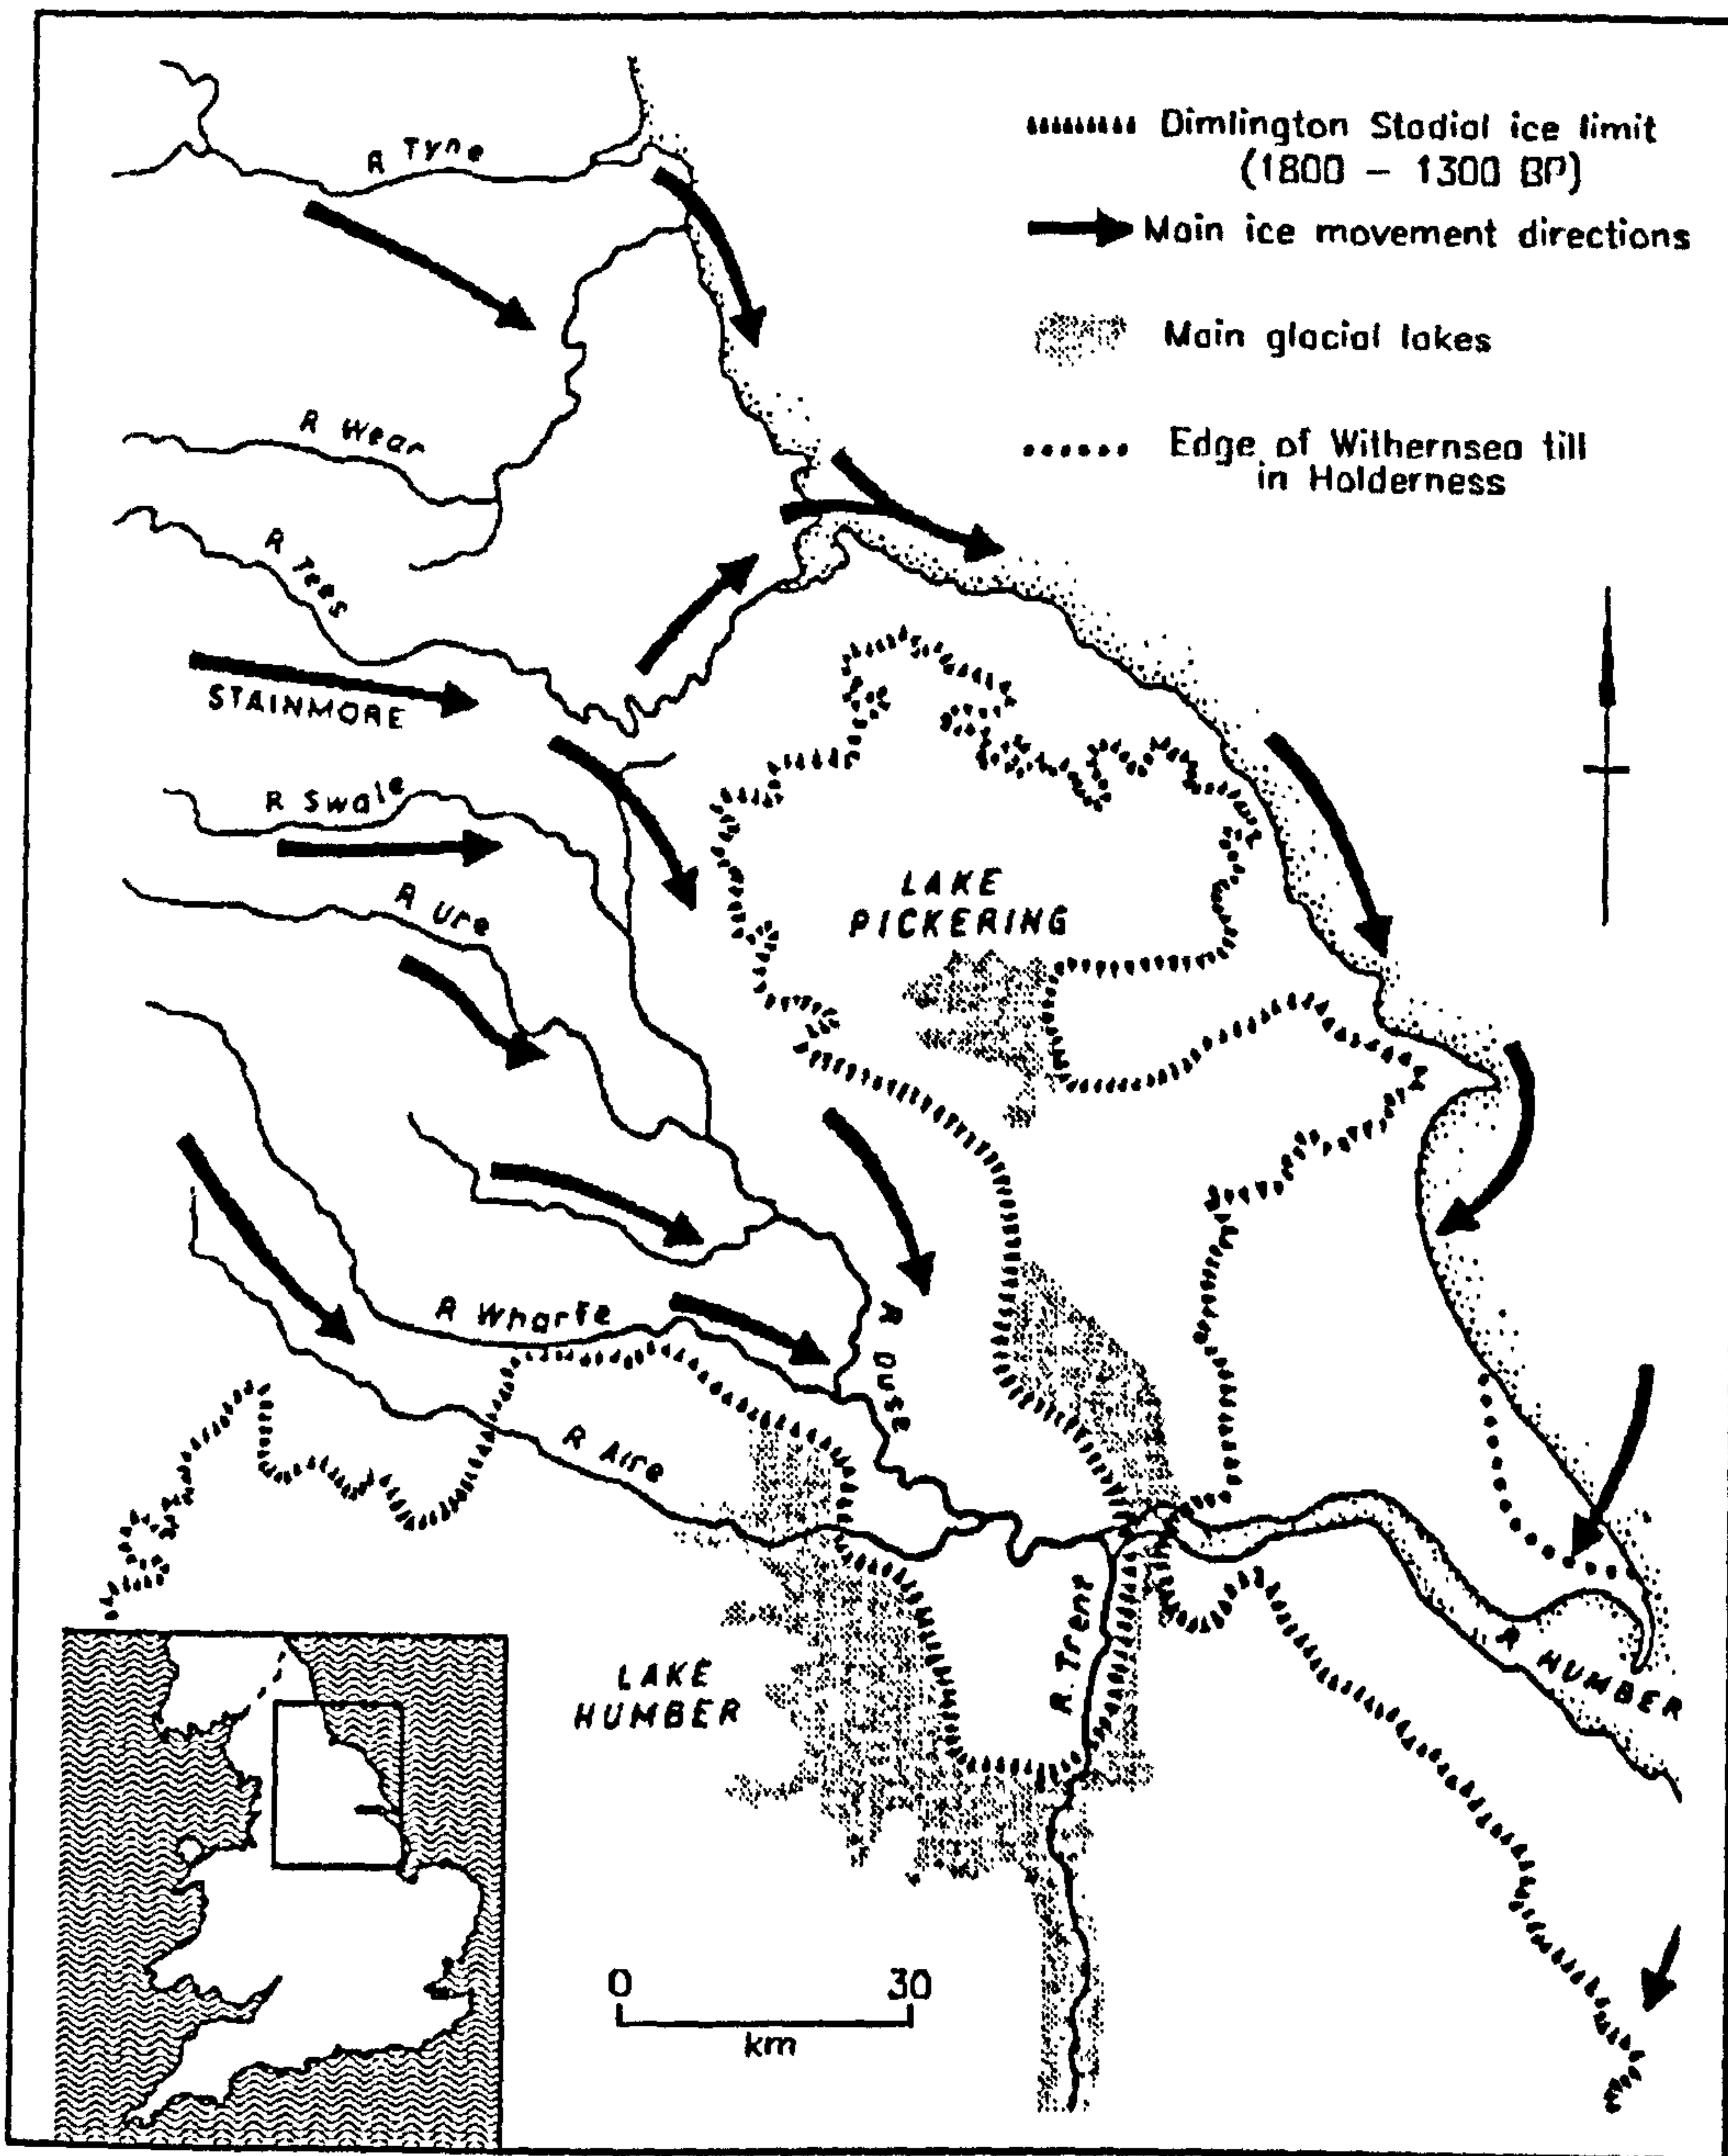 Dimlington Stadial ice limit
(1800 – 1300 BP)
Main ice movement directions
Main glacial lakes
Edge of Withernsea till
in Holderness
R Tyne
R Wear
R Tees
STAINMORE
R Swale
R Ure
LAKE
PICKERING
R Wharfe
R Ouse
R Aire
R. Trent
R HUMBER
LAKE
HUMBER
0 30
km